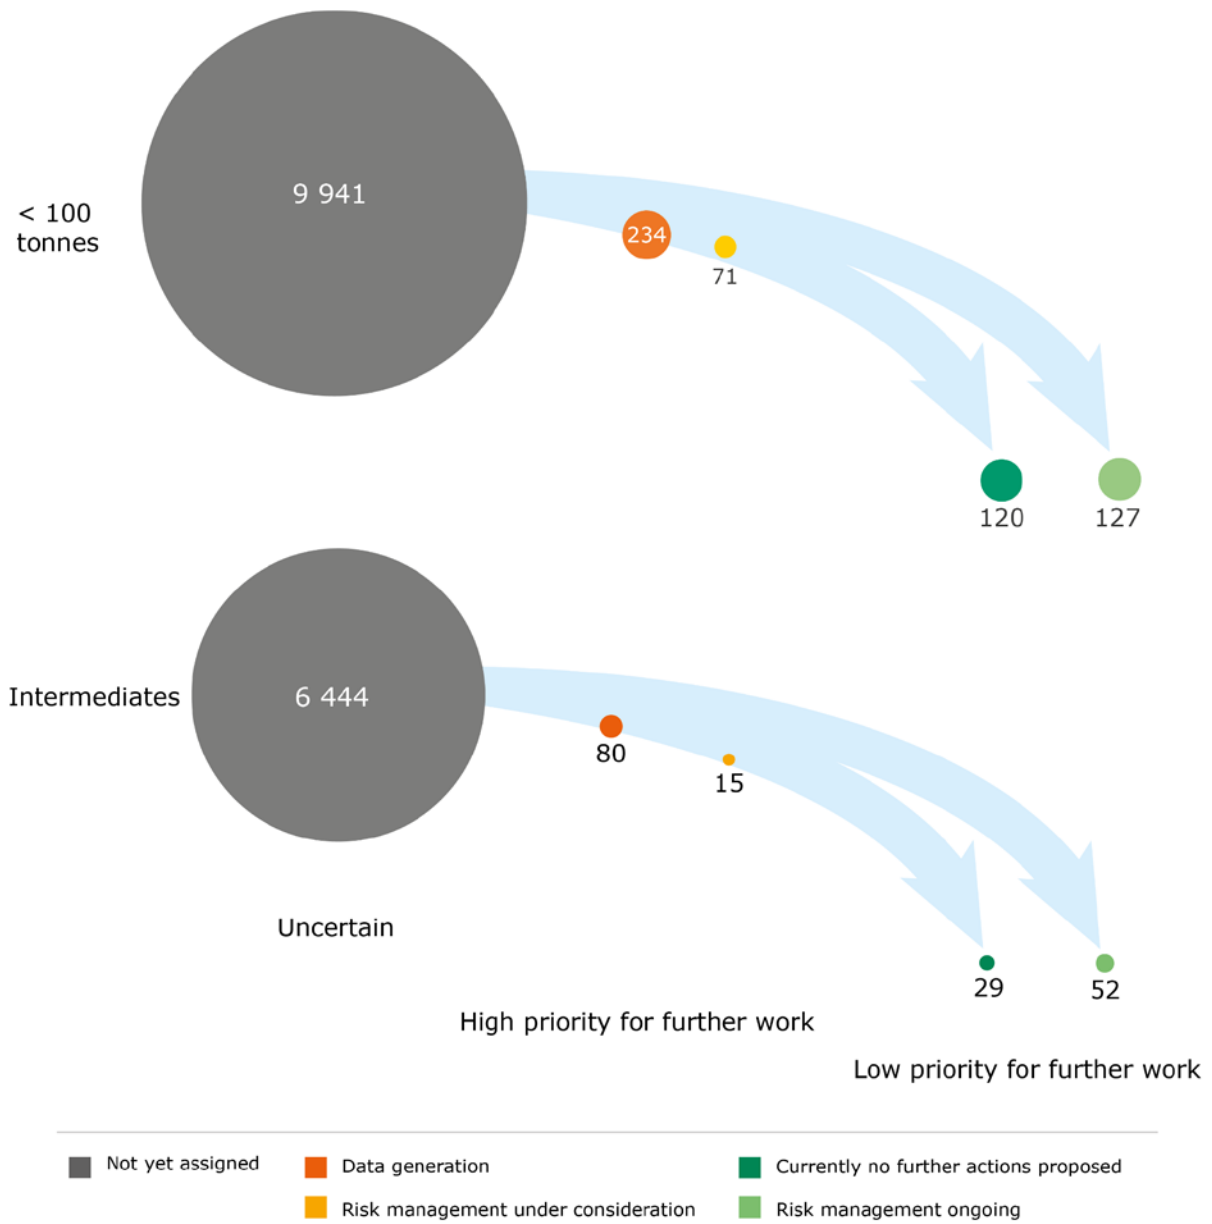 9 941
< 100
tonnes
234
71
120
127
Intermediates
6 444
80
15
Uncertain
29
52
High priority for further work
Low priority for further work
Not yet assigned
Data generation
Currently no further actions proposed
Risk management under consideration
Risk management ongoing